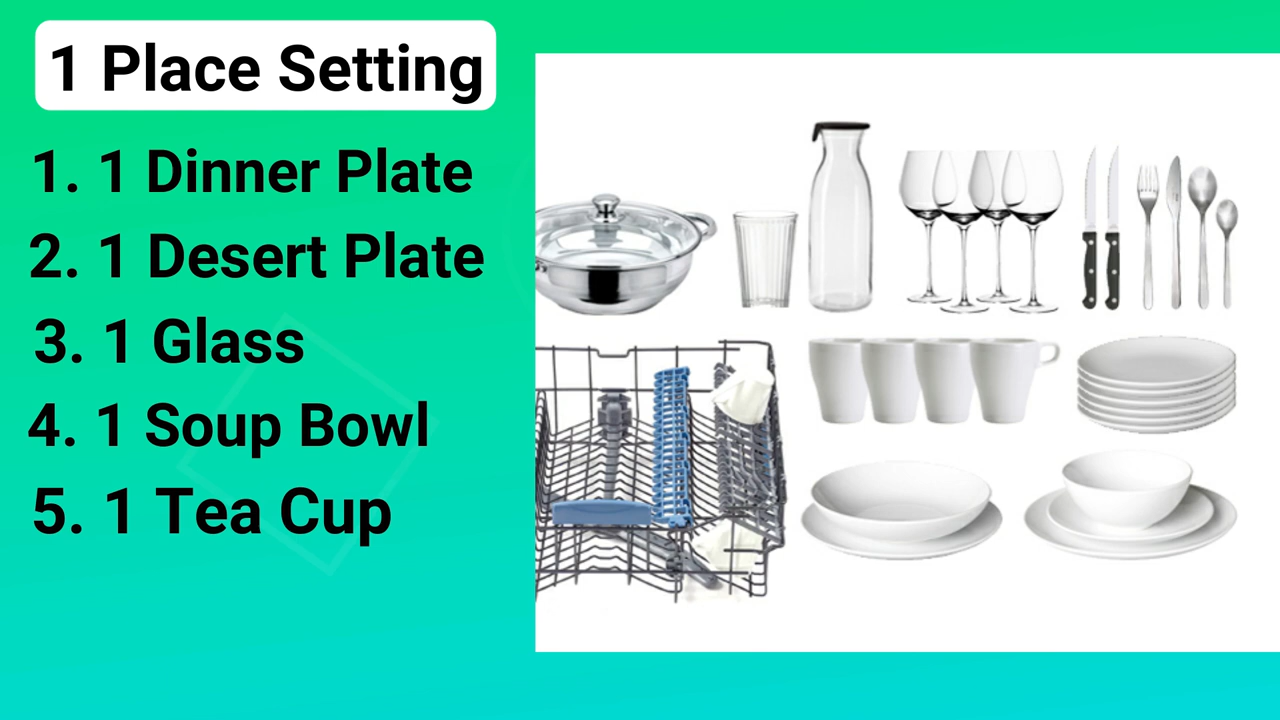 1 Place Setting
1. 1 Dinner Plate
2. 1 Desert Plate
3. 1 Glass
4. 1 Soup Bowl
5. 1 Tea Cup